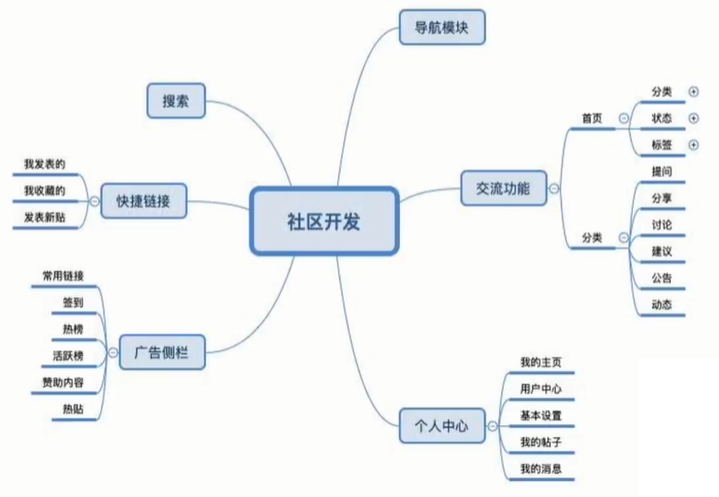 导航模块
搜索
分类
状态
首页
标签
我发表的
提问
我收藏的
快捷链接
交流功能
分享
发表新贴
社区开发
讨论
分类
建议
常用链接
公告
签到
动态
热榜
广告侧栏
活跃榜
赞助内容
热贴
我的主页
用户中心
基本设置
个人中心
我的帖子
我的消息